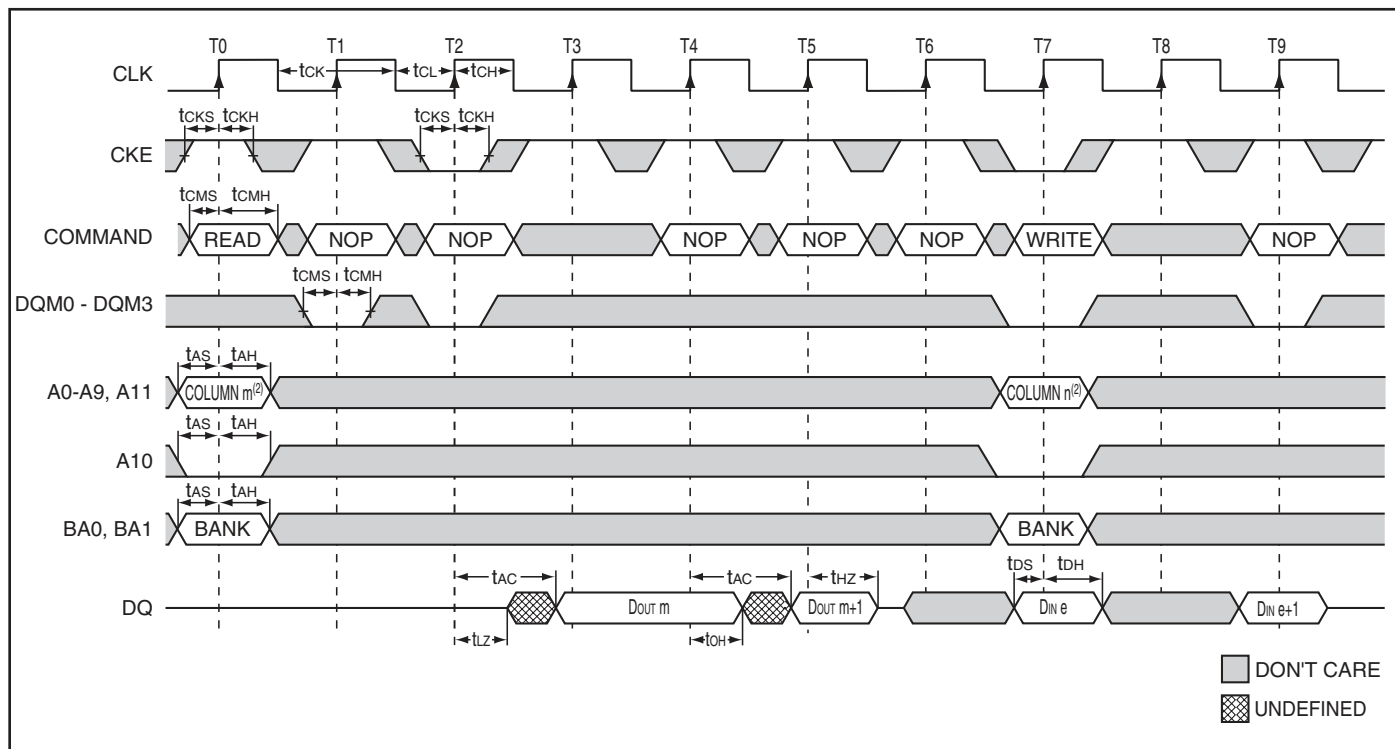 T0 T1 T2 T3 T4 T5 T6 T7 T8 T9
CLK tCK tCL tCH
tCKS tCKH tCKS tCKH
CKE
tCMS tCMH
COMMAND READ NOP NOP NOP NOP NOP WRITE NOP
tCMS tCMH
DQM0 - DQM3
tAS tAH
A0-A9, A11 COLUMN m(2) COLUMN n(2)
tAS tAH
A10
tAS tAH
BA0, BA1 BANK BANK
tAC tAC tHZ tDS tDH
DQ DOUT m DOUT m+1 DIN e DIN e+1
tLZ tOH
DON'T CARE
UNDEFINED